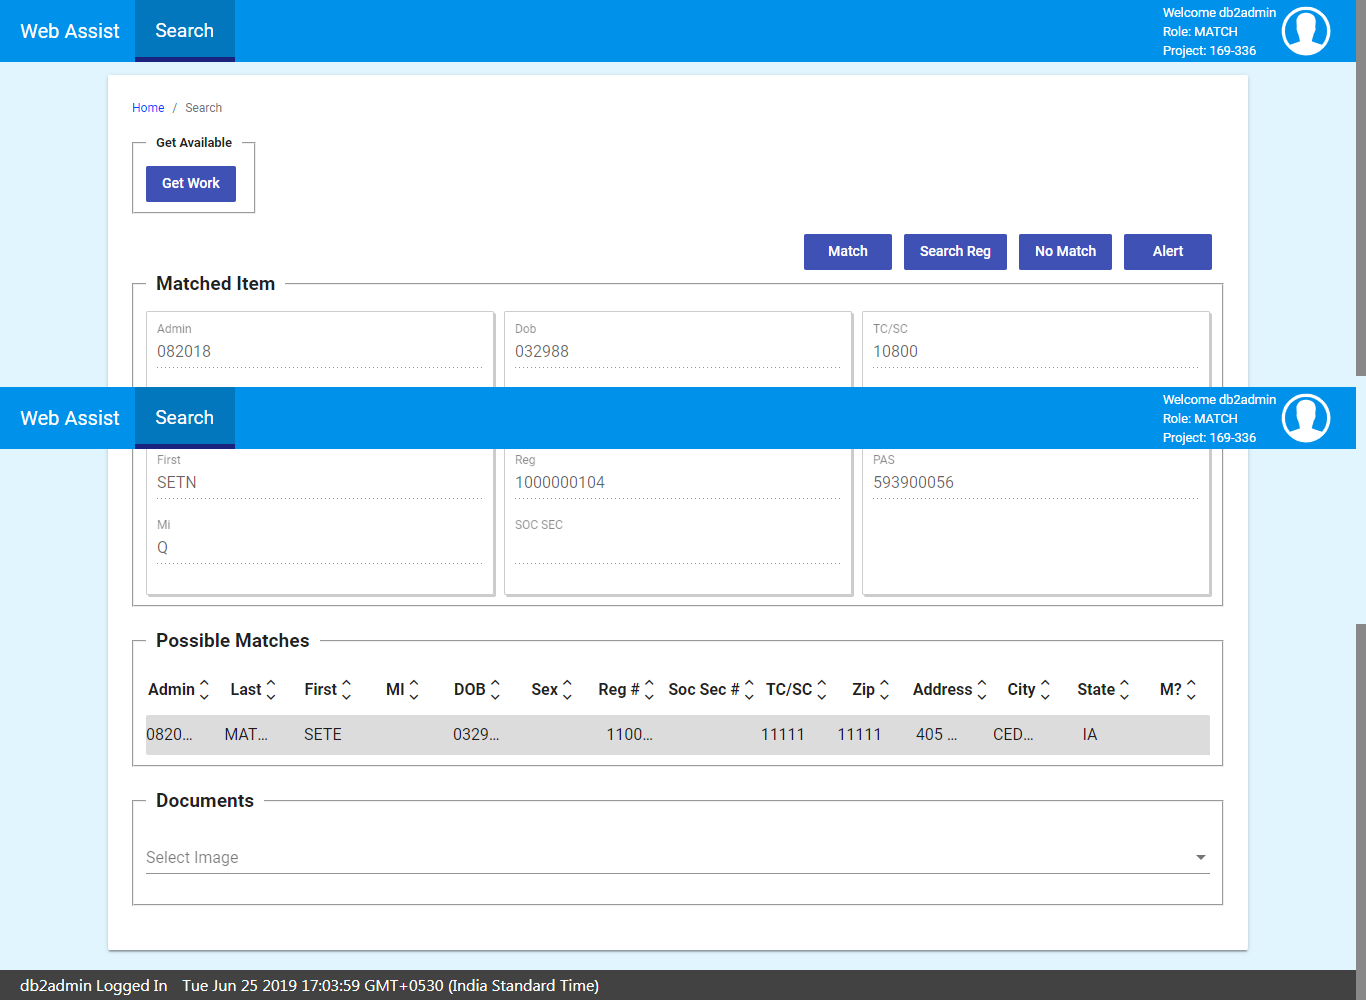 Web Assist Search Welcome db2admin
Role: MATCH
Project: 169-336
Home / Search
Get Available
Get Work
Match Search Reg No Match Alert
Matched Item
Admin Dob TC/SC
082018 032988 10800
Web Assist Search Welcome db2admin
Role: MATCH
Project: 169-336
First Reg PAS
SETN 1000000104 593900056
Mi SOC SEC
Q
Possible Matches
Admin Last First MI DOB Sex Reg # Soc Sec # TC/SC Zip Address City State M?
0820... MAT... SETE 0329... 1100... 11111 11111 405 ... CED... IA
Documents
Select Image
db2admin Logged In Tue Jun 25 2019 17:03:59 GMT+0530 (India Standard Time)